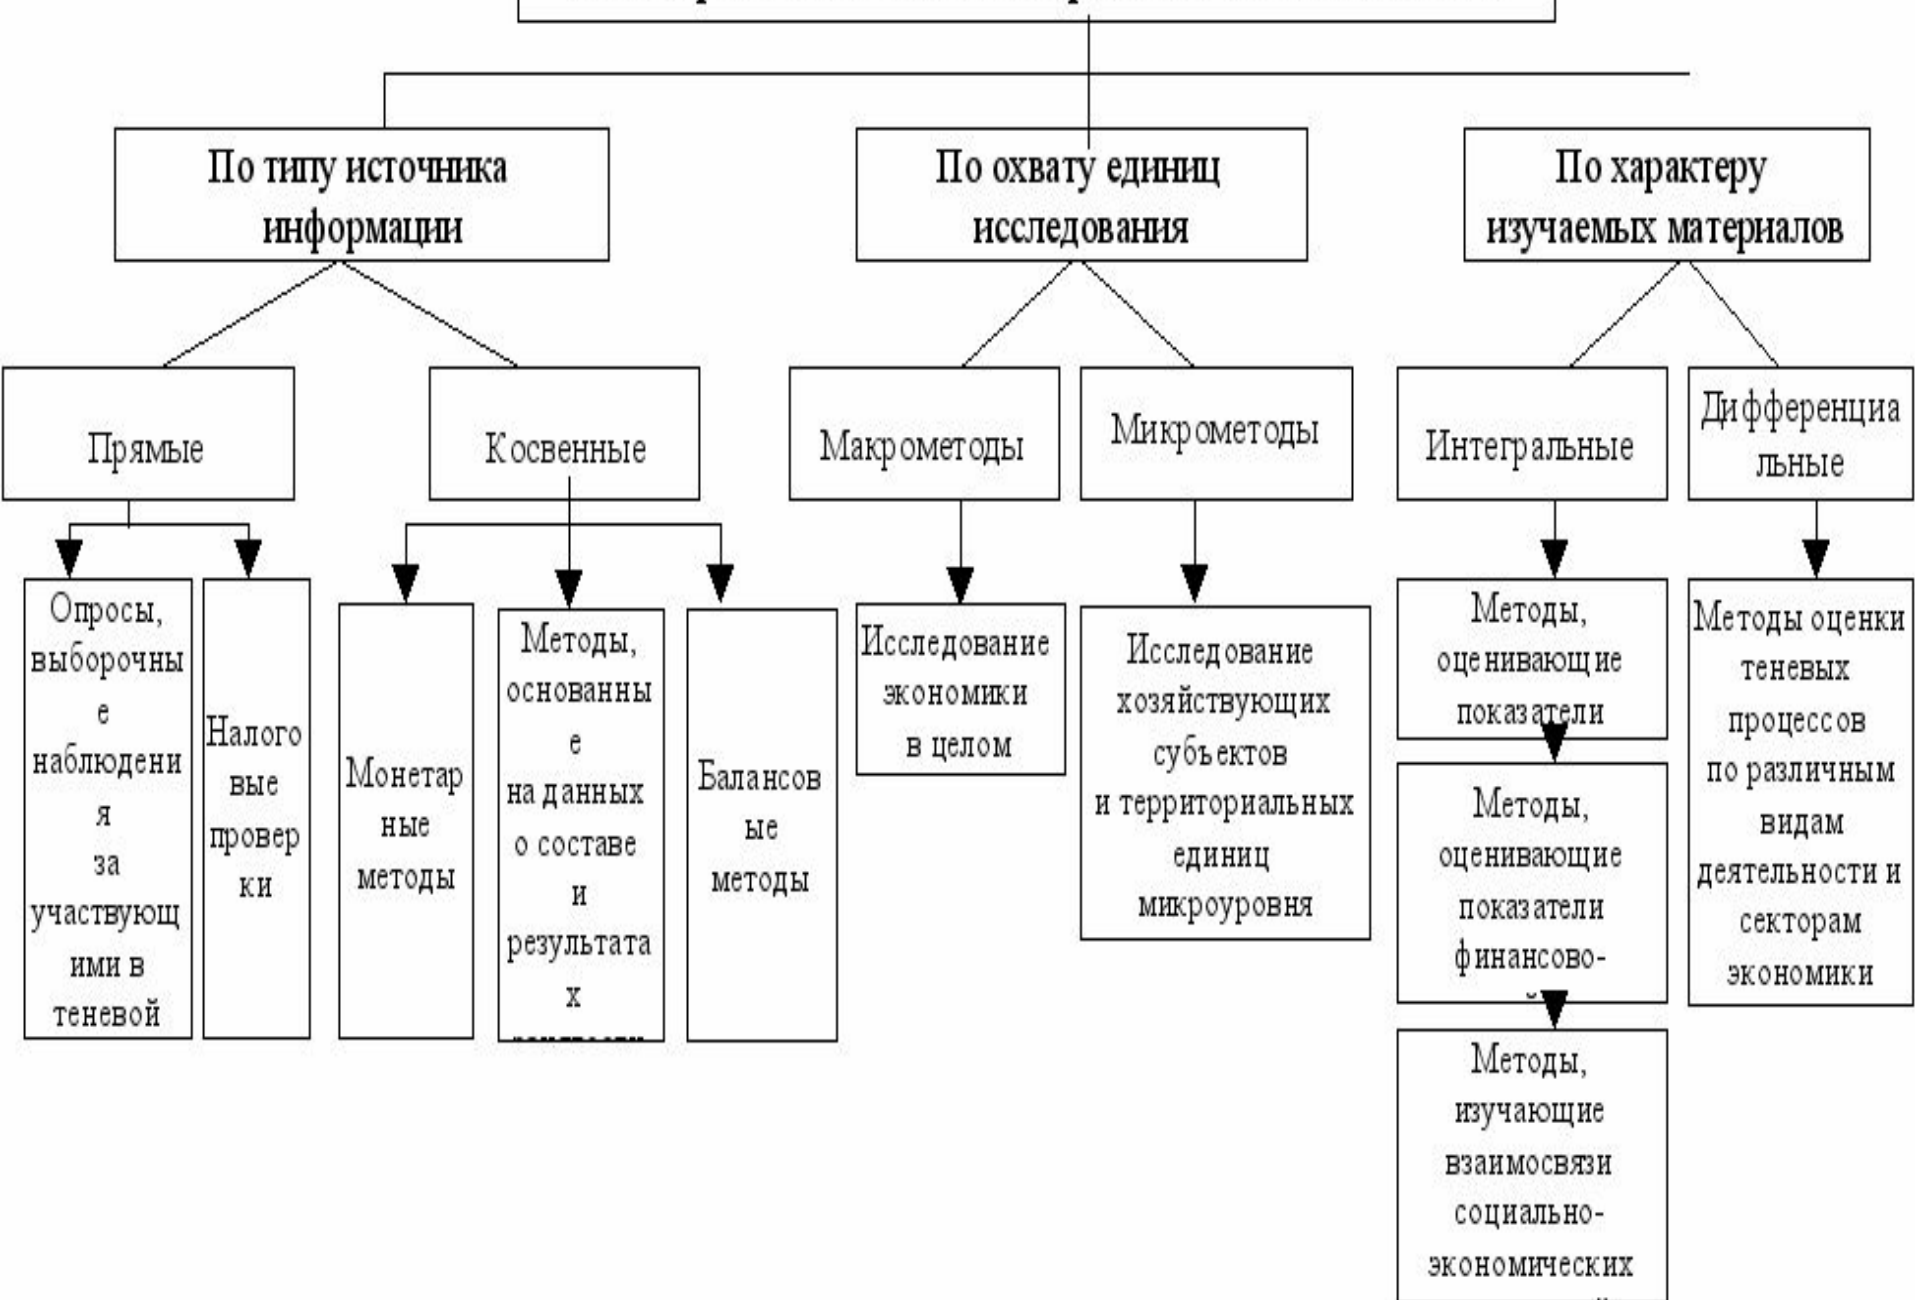 По типу источника
информации
По охвату единиц
исследования
По характеру
изучаемых материалов
Прямые
Косвенные
Макрометоды
Микрометоды
Интегральные
Дифференциа
льные
Опросы,
выборочны
е
наблюдени
я
за
участвующ
ими в
теневой
Налого
вые
провер
ки
Монетар
ные
методы
Методы,
основанны
е
на данных
о составе
и
результата
х
Балансов
ые
методы
Исследование
экономики
в целом
Исследование
хозяйствующих
субъектов
и территориальных
единиц
микроуровня
Методы,
оценивающие
показатели
Методы,
оценивающие
показатели
финансово-
Методы,
изучающие
взаимосвязи
социально-
экономических
Методы оценки
теневых
процессов
по различным
видам
деятельности и
секторам
экономики